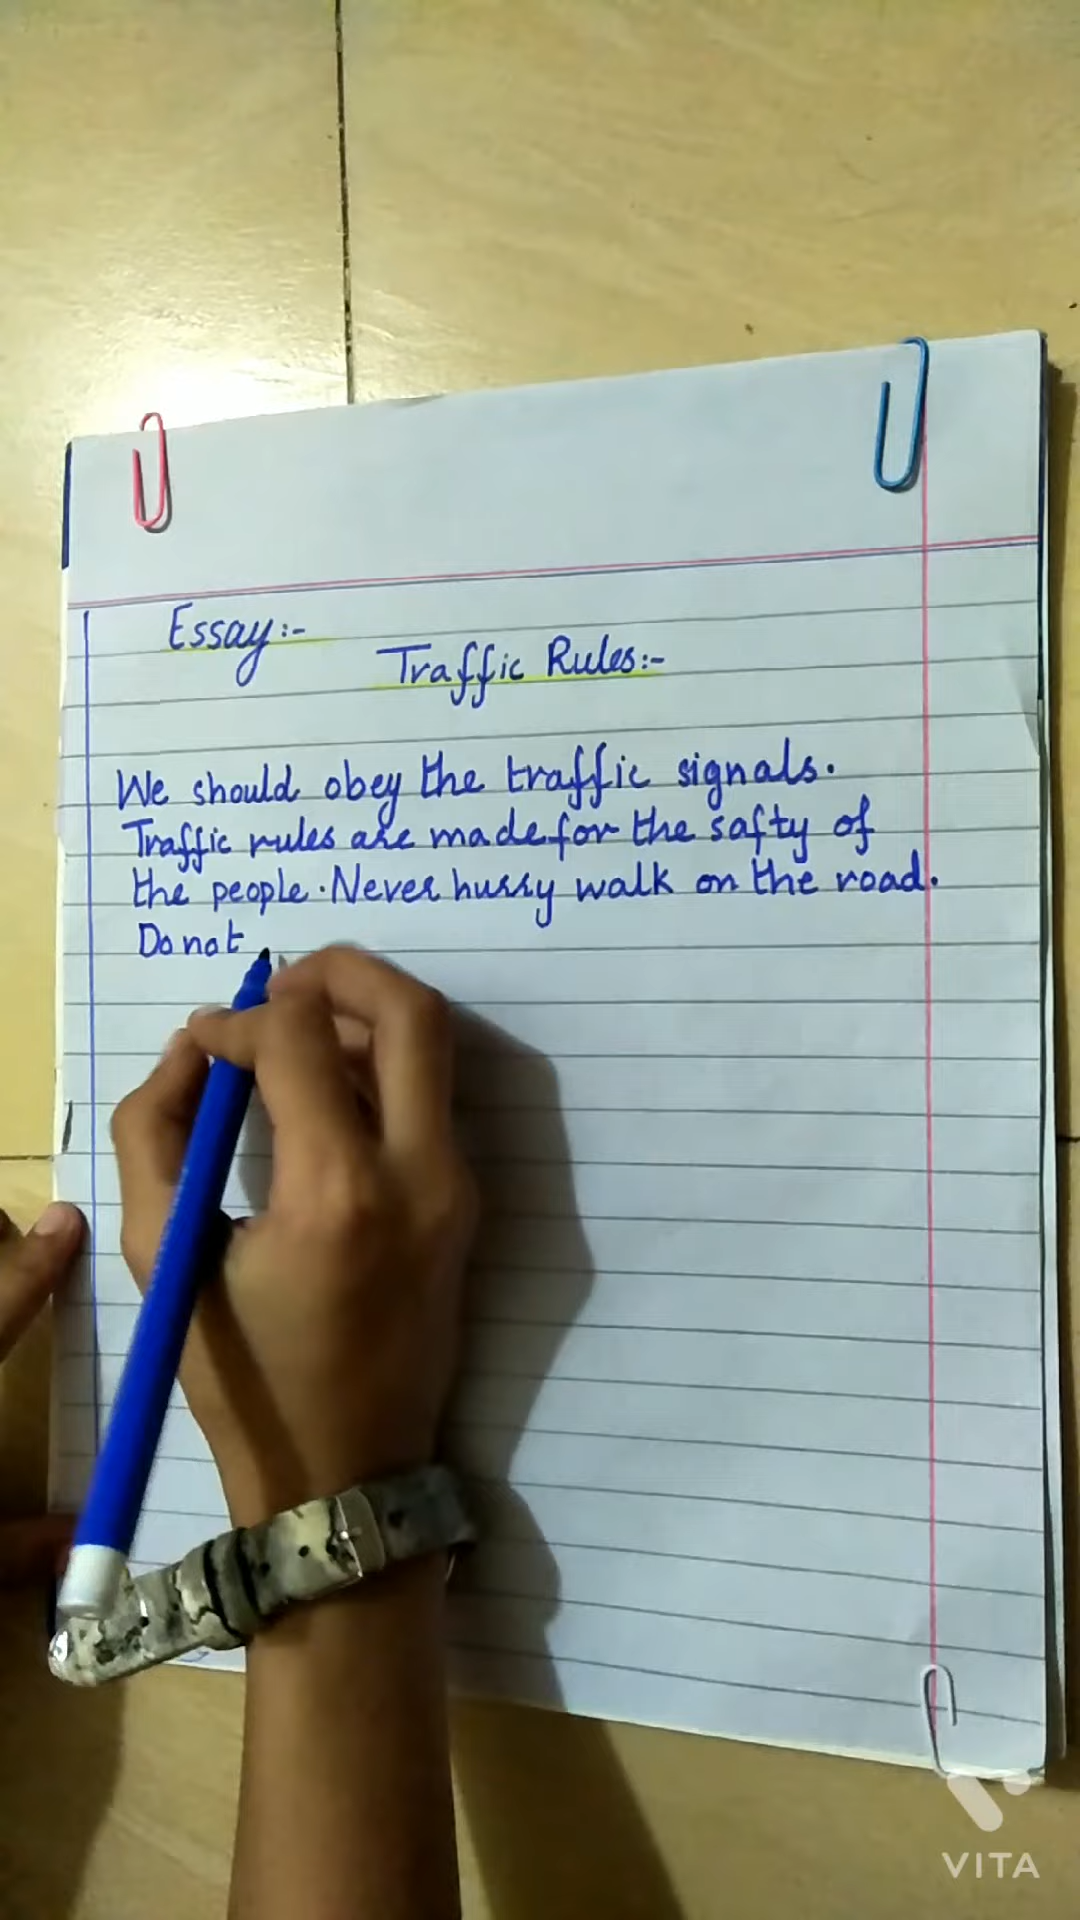 Essay:-
Traffic Rules:-
We should obey the traffic signals.
Traffic rules are made for the safty of
the people. Never hurry walk on the road.
Do not
VITA